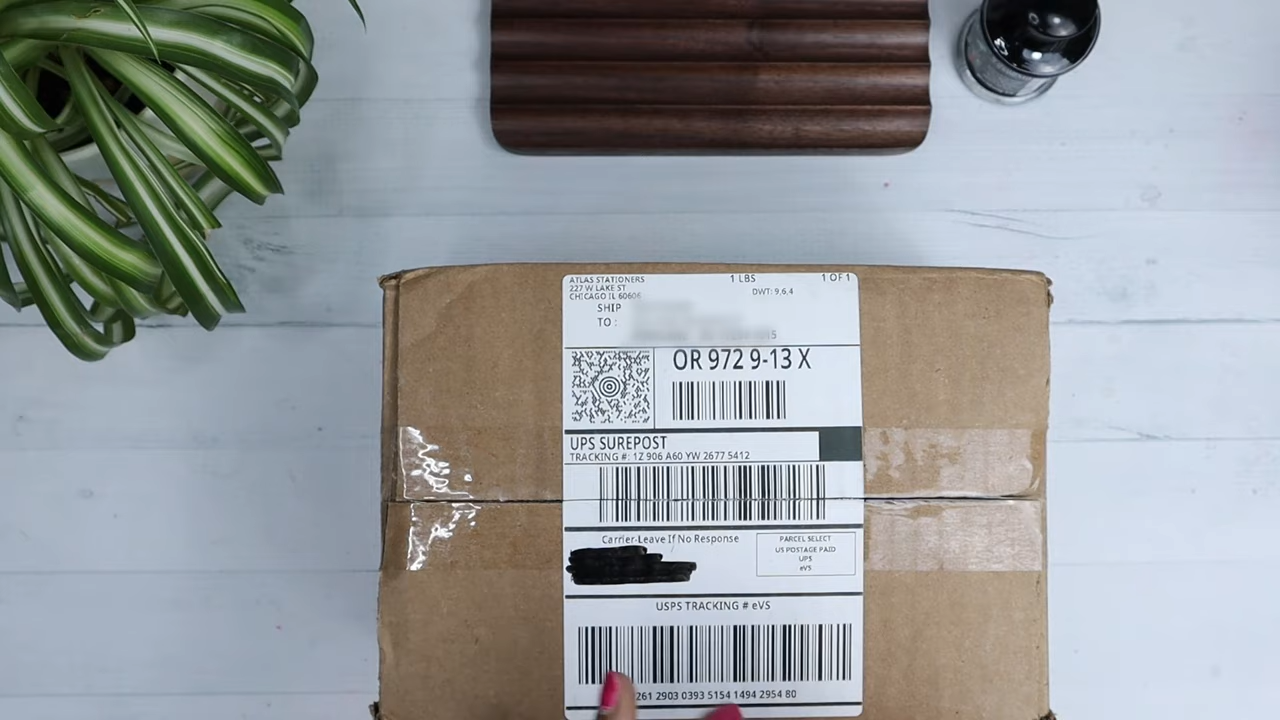 ATLAS STATIONERS
227 W LAKE ST
CHICAGO IL 60606
1 LBS
1 OF 1
DWT: 9,6,4
SHIP
TO :
OR 972 9-13 X
UPS SUREPOST
TRACKING #: 1Z 906 A60 YW 2677 5412
Carrier-Leave If No Response
PARCEL SELECT
US POSTAGE PAID
UPS
eVS
USPS TRACKING # eVS
261 2903 0393 5154 1494 2954 80